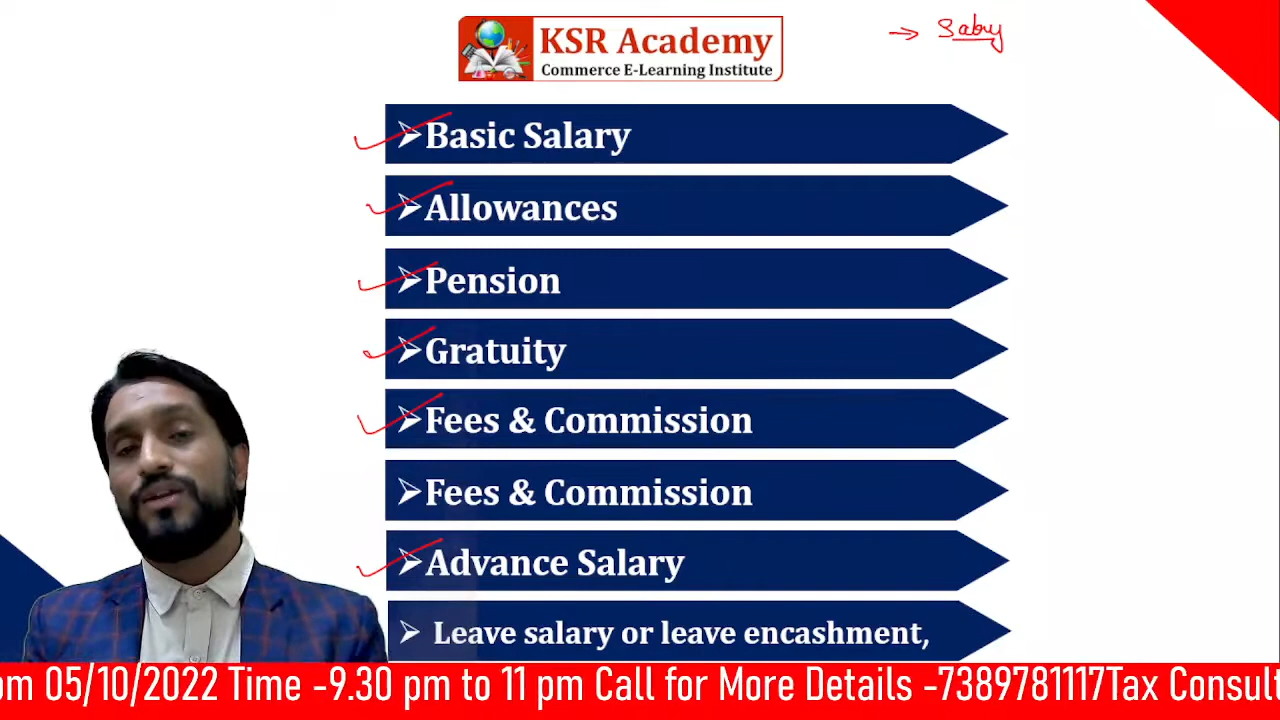 KSR Academy
Commerce E-Learning Institute
➢Basic Salary
➢Allowances
➢Pension
➢Gratuity
➢Fees & Commission
➢Fees & Commission
➢Advance Salary
➢ Leave salary or leave encashment,
om 05/10/2022 Time -9.30 pm to 11 pm Call for More Details -7389781117Tax Consult